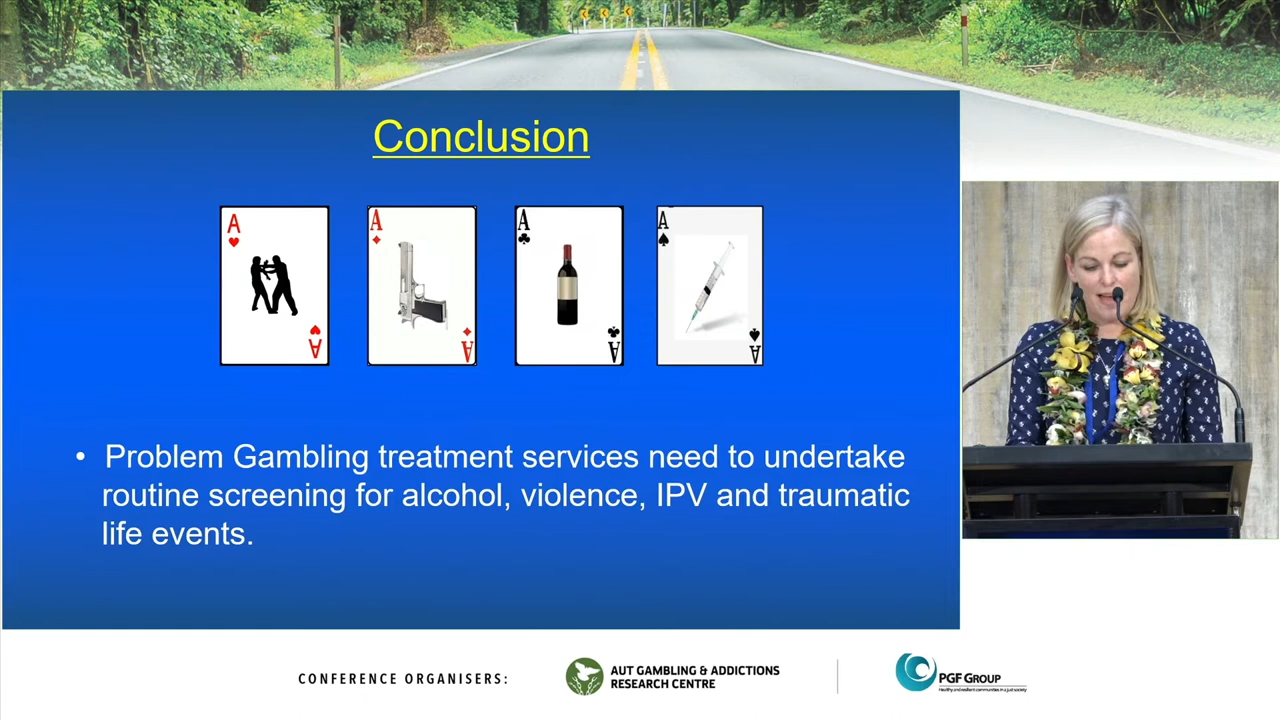 Conclusion
A
A
A
A
A
A
A
A
• Problem Gambling treatment services need to undertake
routine screening for alcohol, violence, IPV and traumatic
life events.
CONFERENCE ORGANISERS:
AUT GAMBLING & ADDICTIONS
RESEARCH CENTRE
PGF GROUP
Healthy and resilient communities in a just society